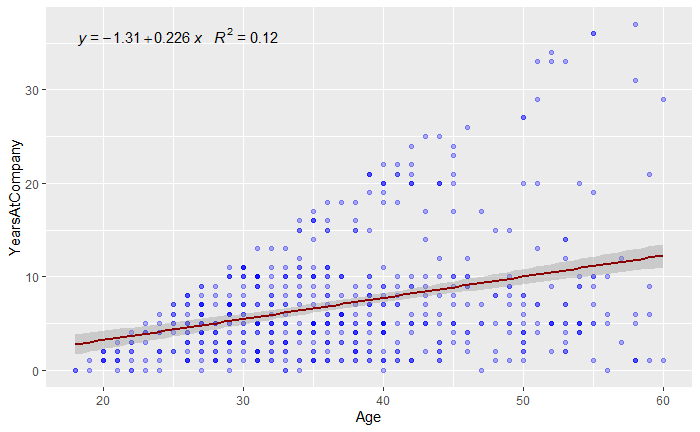 y = −1.31 + 0.226 x R² = 0.12
YearsAtCompany
30
20
10
0
20 30 40 50 60
Age